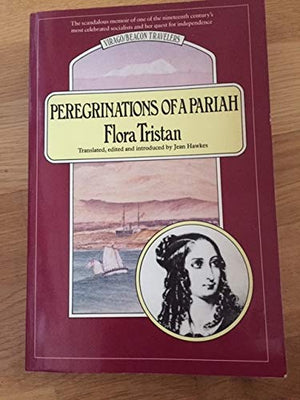 The scandalous memoir of one of the nineteenth century's
most celebrated socialists and her quest for independence
VIRAGO/BEACON TRAVELERS
PEREGRINATIONS OF A PARIAH
Flora Tristan
Translated, edited and introduced by Jean Hawkes